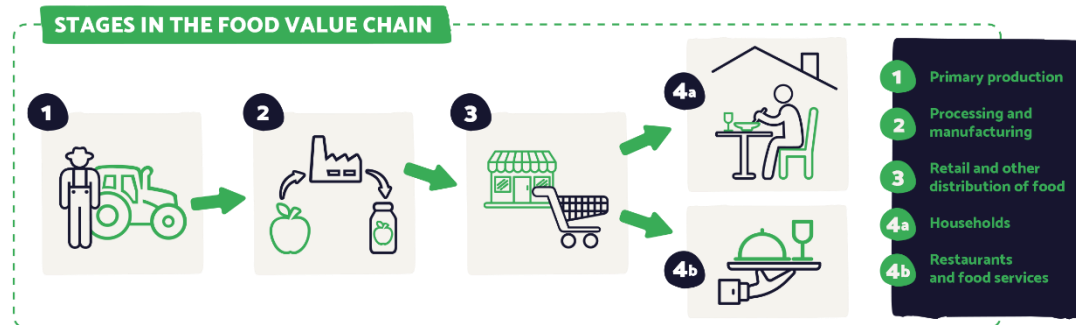 STAGES IN THE FOOD VALUE CHAIN
1
2
3
4a
4b
1 Primary production
2 Processing and
manufacturing
3 Retail and other
distribution of food
4a Households
4b Restaurants
and food services